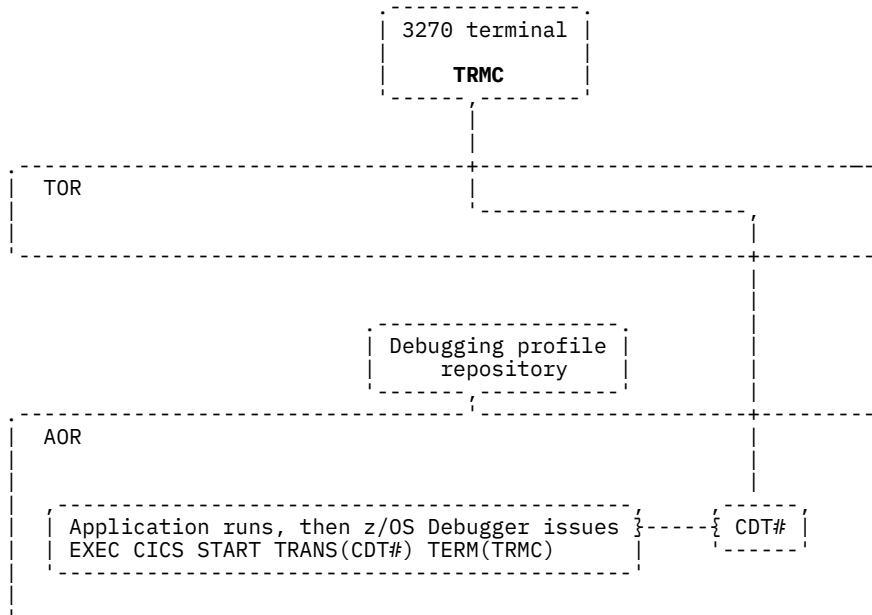 3270 terminal
TRMC
TOR
Debugging profile
repository
AOR
Application runs, then z/OS Debugger issues
EXEC CICS START TRANS(CDT#) TERM(TRMC)
CDT#